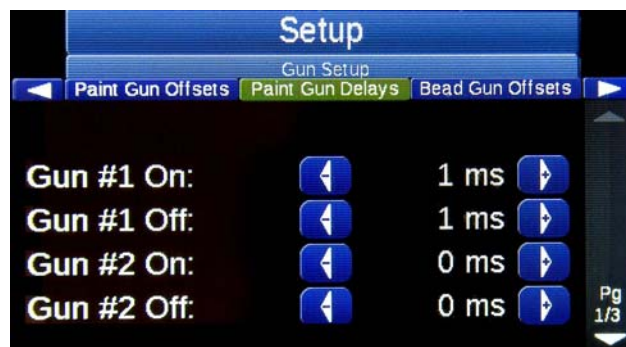 Setup
Gun Setup
Paint Gun Offsets Paint Gun Delays Bead Gun Offsets
Gun #1 On: - 1 ms +
Gun #1 Off: - 1 ms +
Gun #2 On: - 0 ms +
Gun #2 Off: - 0 ms +
Pg
1/3